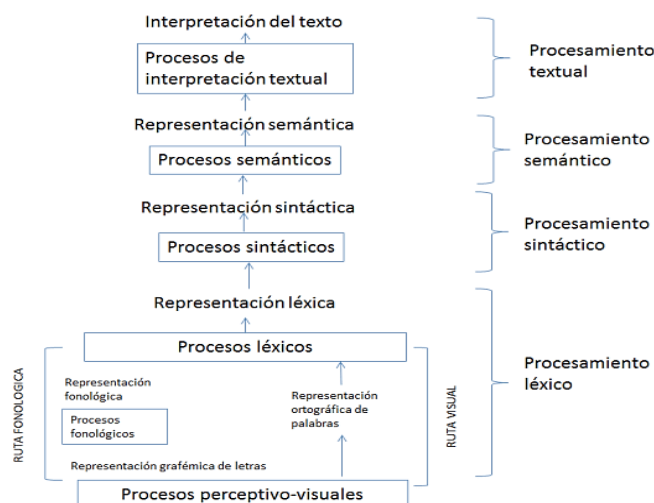 Interpretación del texto
Procesos de
interpretación textual
Procesamiento
textual
Representación semántica
Procesos semánticos
Procesamiento
semántico
Representación sintáctica
Procesos sintácticos
Procesamiento
sintáctico
Representación léxica
Procesos léxicos
Procesamiento
léxico
RUTA FONOLOGICA
Representación
fonológica
Procesos
fonológicos
Representación
ortográfica de
palabras
RUTA VISUAL
Representación grafémica de letras
Procesos perceptivo-visuales